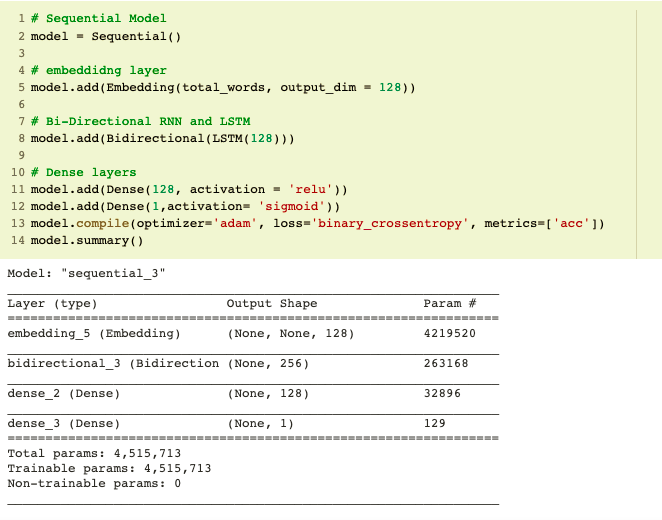 1 # Sequential Model
2 model = Sequential()
3
4 # embeddidng layer
5 model.add(Embedding(total_words, output_dim = 128))
6
7 # Bi-Directional RNN and LSTM
8 model.add(Bidirectional(LSTM(128)))
9
10 # Dense layers
11 model.add(Dense(128, activation = 'relu'))
12 model.add(Dense(1,activation= 'sigmoid'))
13 model.compile(optimizer='adam', loss='binary_crossentropy', metrics=['acc'])
14 model.summary()
Model: "sequential_3"
Layer (type) Output Shape Param #
embedding_5 (Embedding) (None, None, 128) 4219520
bidirectional_3 (Bidirection (None, 256) 263168
dense_2 (Dense) (None, 128) 32896
dense_3 (Dense) (None, 1) 129
Total params: 4,515,713
Trainable params: 4,515,713
Non-trainable params: 0